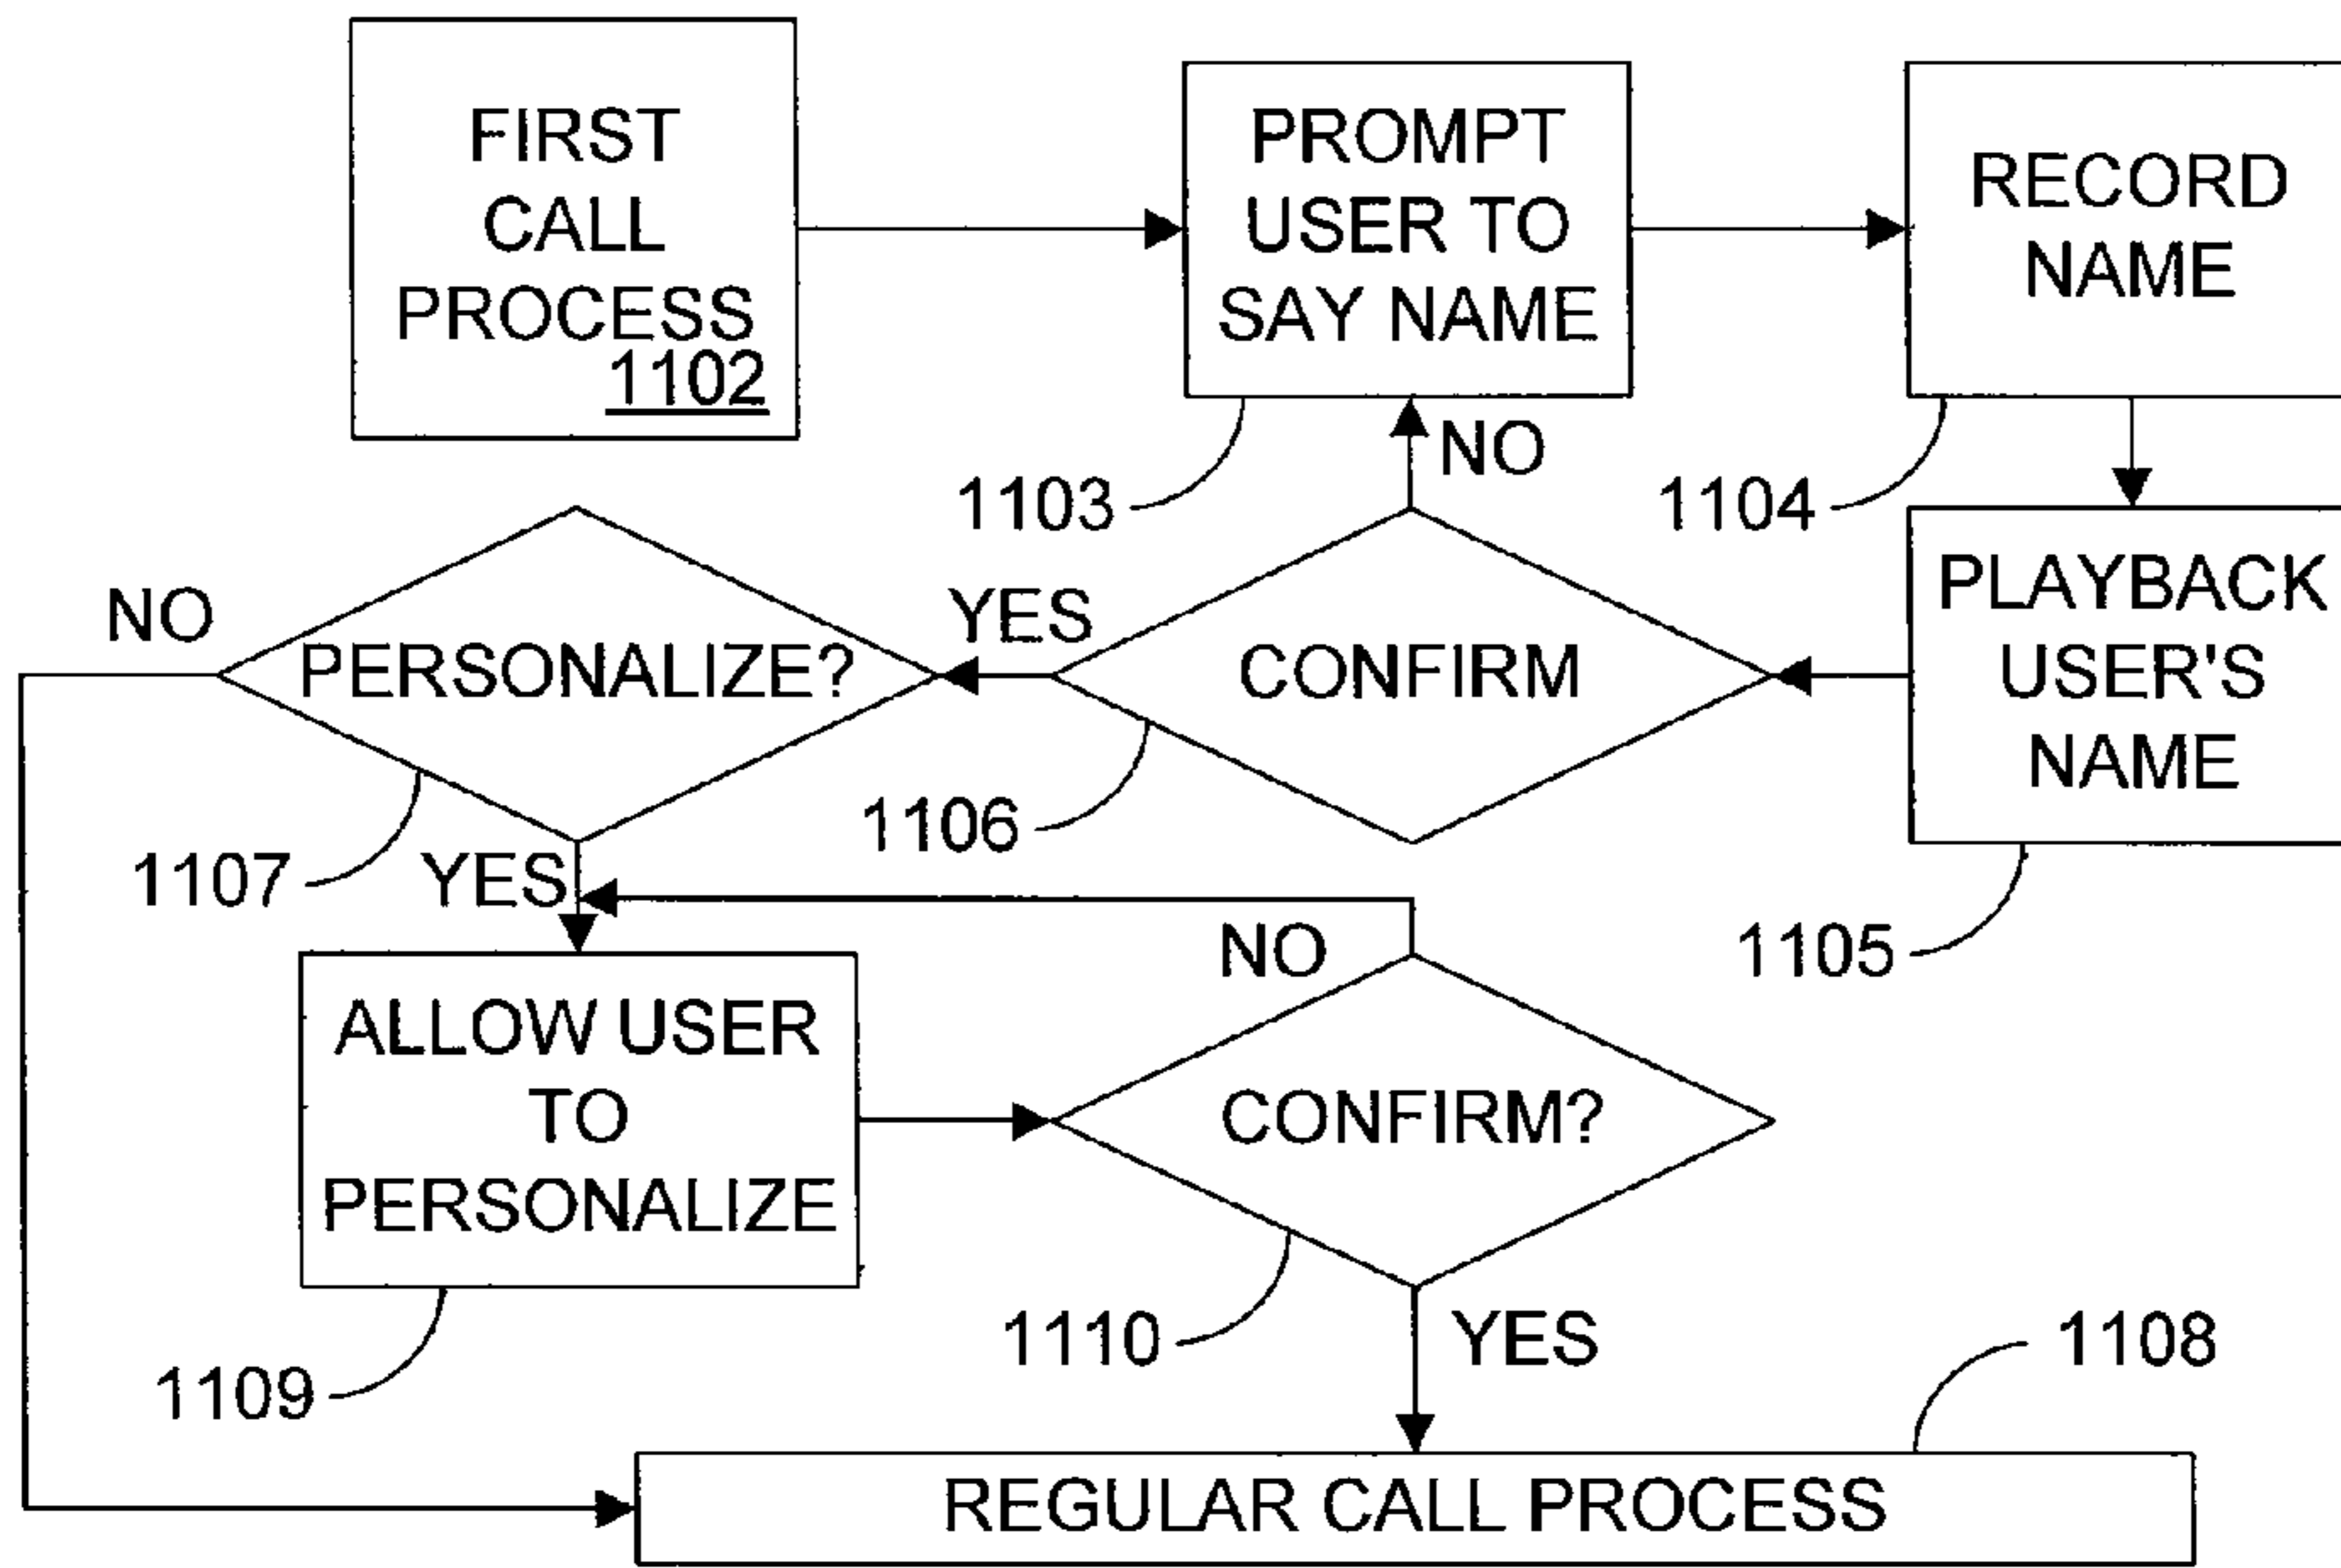 FIRST
CALL
PROCESS
1102
PROMPT
USER TO
SAY NAME
1103
RECORD
NAME
1104
PLAYBACK
USER'S
NAME
1105
CONFIRM
1106
NO
YES
PERSONALIZE?
1107
NO
YES
ALLOW USER
TO
PERSONALIZE
1109
CONFIRM?
1110
NO
YES
REGULAR CALL PROCESS
1108